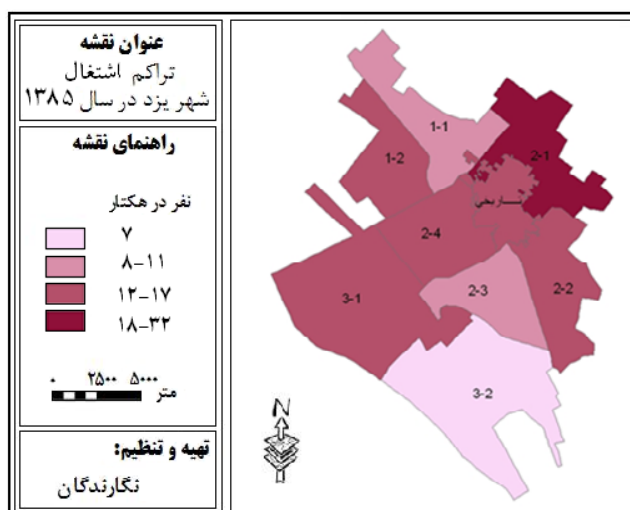 عنوان نقشه
تراکم اشتغال
شهر یزد در سال ۱۳۸۵
راهنمای نقشه
نفر در هکتار
۷
۸-۱۱
۱۲-۱۷
۱۸-۳۲
۰ ۲۵۰۰ ۵۰۰۰
متر
تهیه و تنظیم:
نگارندگان
1-1
2-1
1-2
2-4
2-3
2-2
3-1
3-2
N